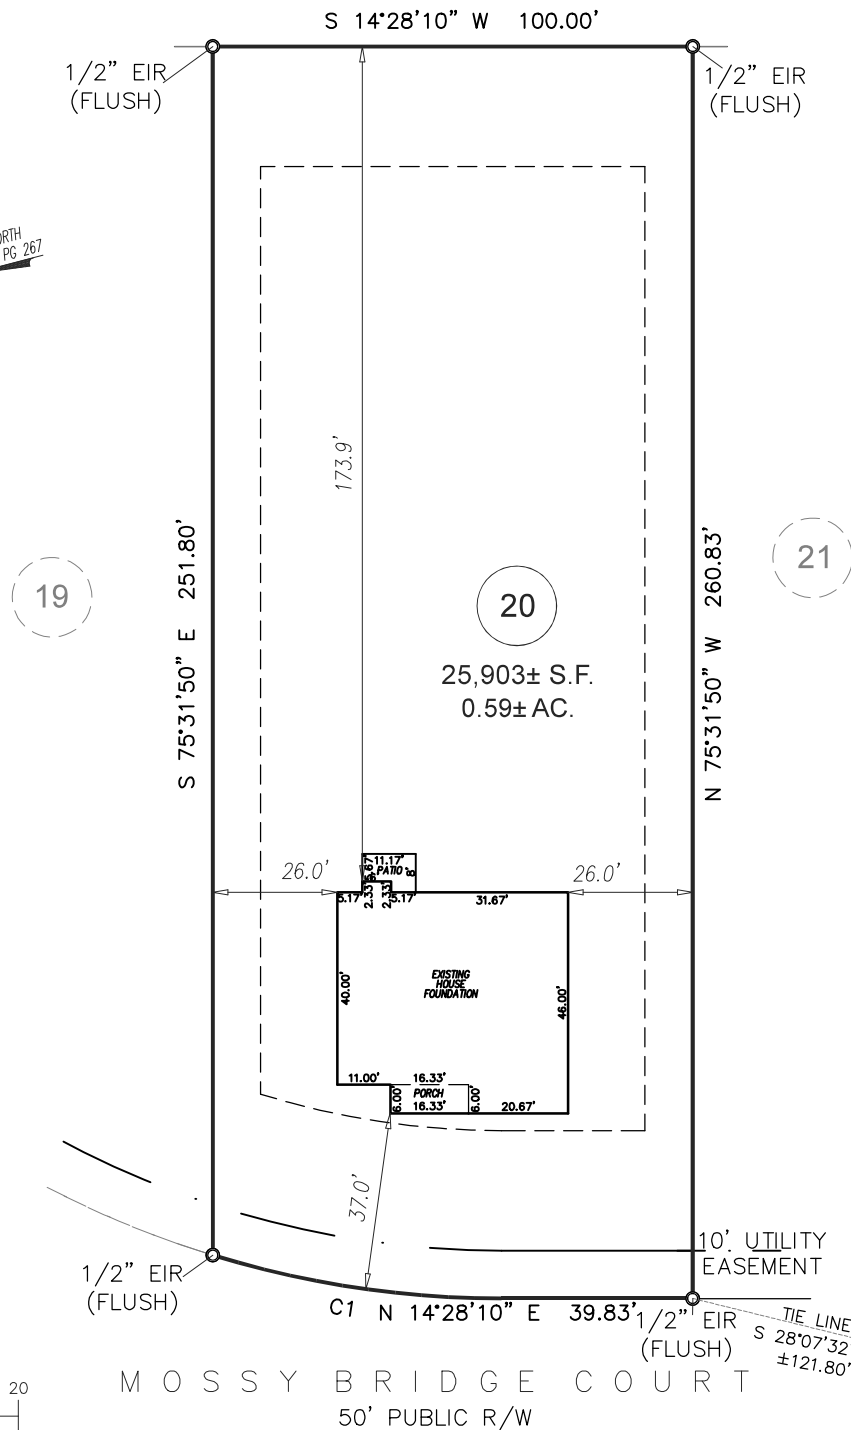 S 14°28'10" W 100.00'
1/2" EIR
(FLUSH)
1/2" EIR
(FLUSH)
PG 267
173.9'
S 75°31'50" E 251.80'
N 75°31'50" W 260.83'
19
21
20
25,903± S.F.
0.59± AC.
26.0'
26.0'
11.17'
PATIO
8'
5.17'
2.33'
2.33'
5.17'
31.67'
40.00'
EXISTING
HOUSE
FOUNDATION
46.00'
11.00'
16.33'
6.00'
PORCH
6.00'
16.33'
20.67'
37.0'
10' UTILITY
EASEMENT
1/2" EIR
(FLUSH)
C1 N 14°28'10" E 39.83'
1/2" EIR
(FLUSH)
TIE LINE
S 28°07'32
±121.80'
20
MOSSY BRIDGE COURT
50' PUBLIC R/W